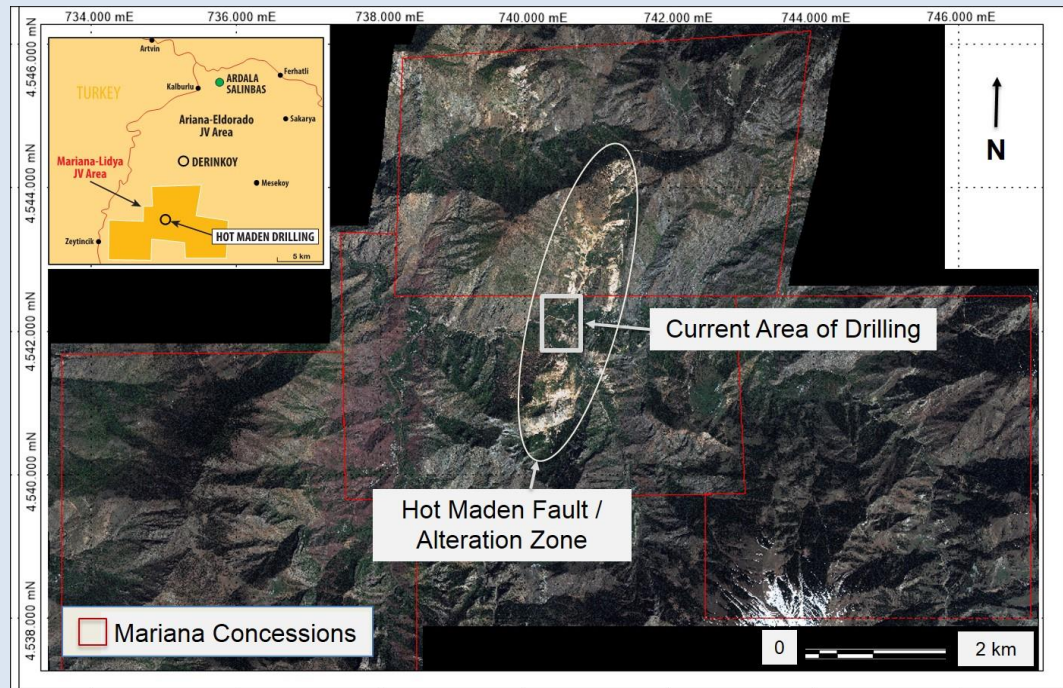 734.000 mE
736.000 mE
738.000 mE
740.000 mE
742.000 mE
744.000 mE
746.000 mE
4.546.000 mN
4.5444.000 mN
4.542.000 mN
4.540.000 mN
4.538.000 mN
Artvin
Ferhatli
ARDALA
SALINBAS
Kalburlu
TURKEY
Sakarya
Ariana-Eldorado
JV Area
DERINKOY
Mariana-Lidya
JV Area
Mesekoy
HOT MADEN DRILLING
Zeytincik
5 km
N
Current Area of Drilling
Hot Maden Fault /
Alteration Zone
Mariana Concessions
0
2 km